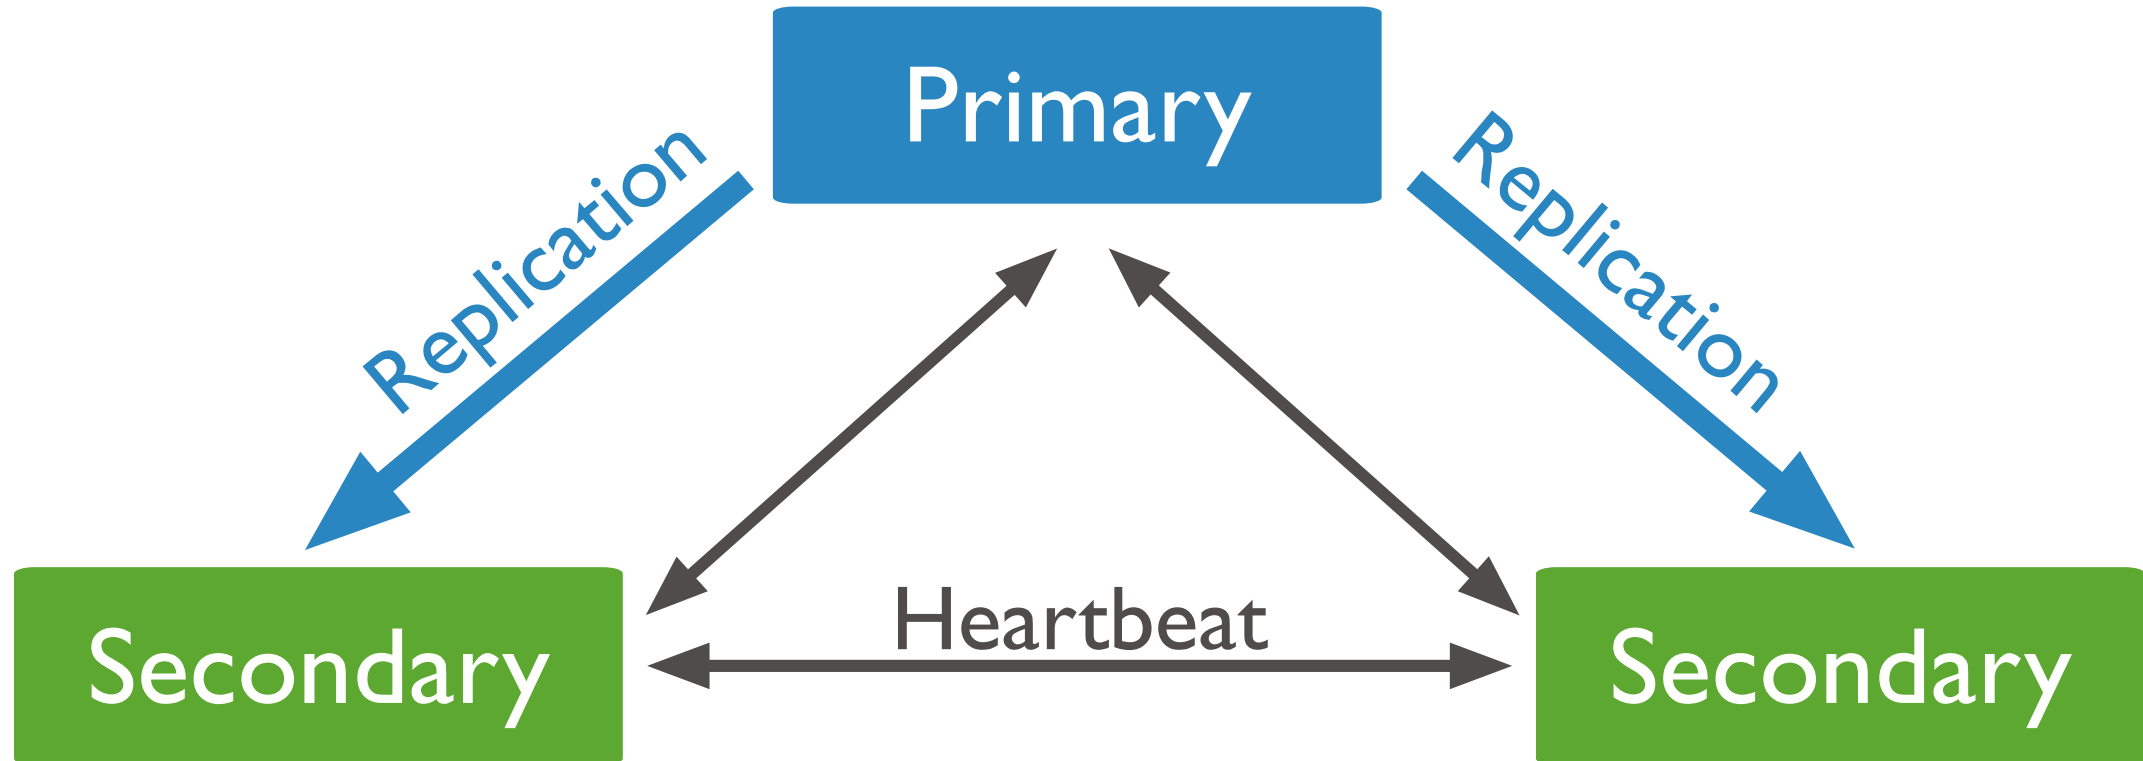 Primary
Replication
Replication
Heartbeat
Secondary
Secondary